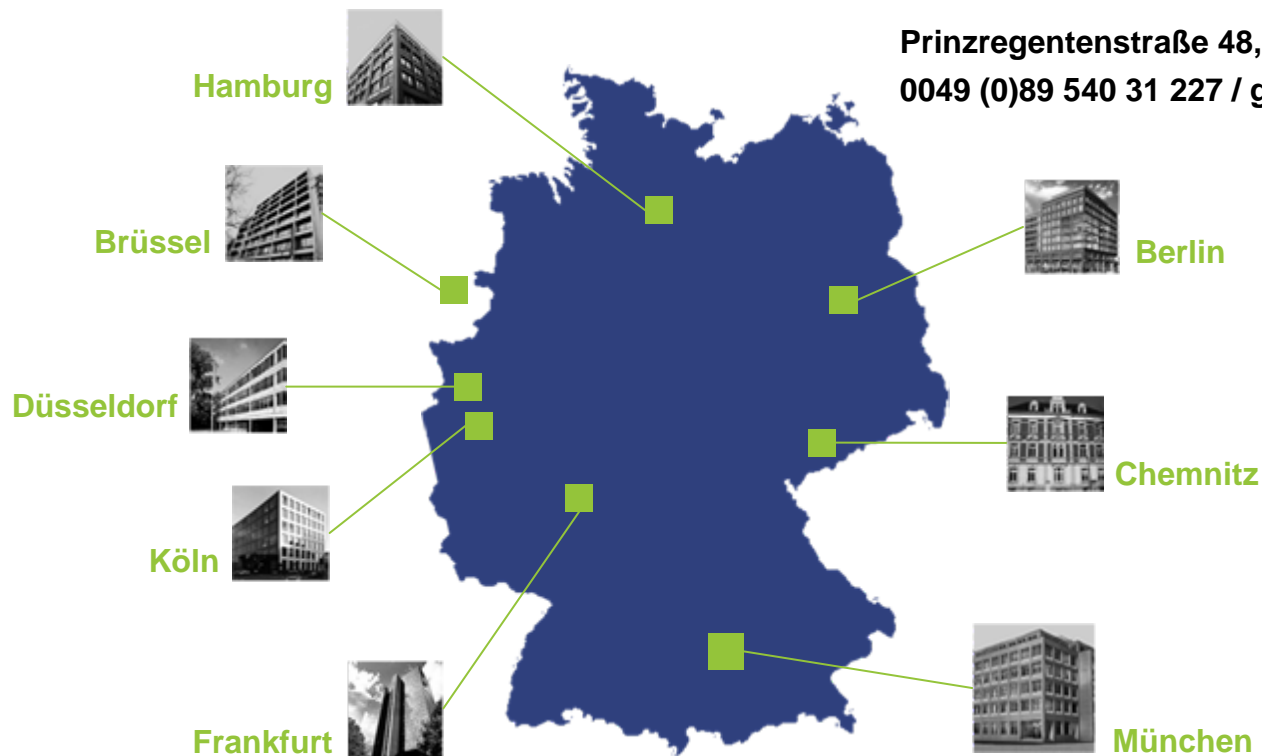 Prinzregentenstraße 48,
0049 (0)89 540 31 227 / g
Hamburg
Brüssel
Berlin
Düsseldorf
Chemnitz
Köln
Frankfurt
München